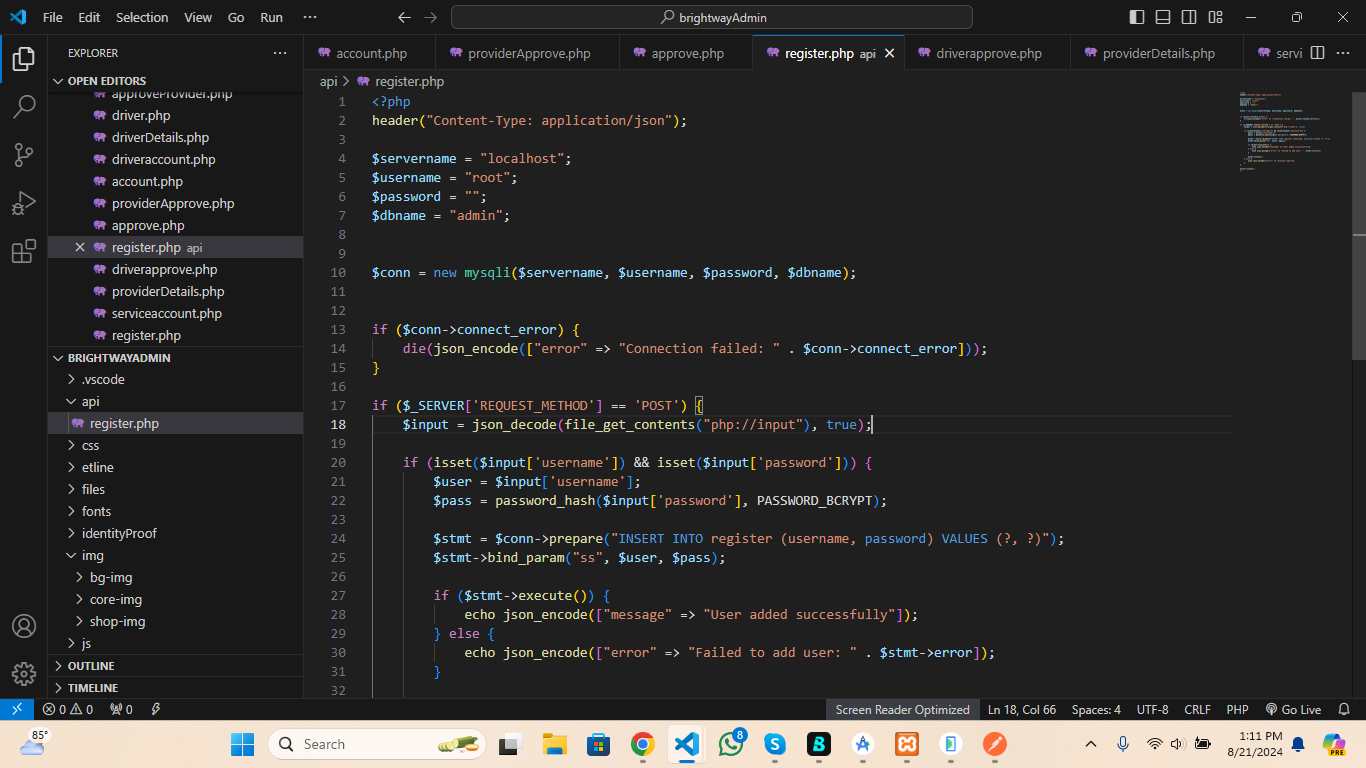 File Edit Selection View Go Run ···
brightwayAdmin
EXPLORER
OPEN EDITORS
approveProvider.php
driver.php
driverDetails.php
driveraccount.php
account.php
providerApprove.php
approve.php
register.php api
driverapprove.php
providerDetails.php
serviceaccount.php
register.php
BRIGHTWAYADMIN
.vscode
api
register.php
css
etline
files
fonts
identityProof
img
bg-img
core-img
shop-img
js
OUTLINE
TIMELINE
account.php providerApprove.php approve.php register.php api driverapprove.php providerDetails.php servi
api > register.php
1 <?php
2 header("Content-Type: application/json");
3
4 $servername = "localhost";
5 $username = "root";
6 $password = "";
7 $dbname = "admin";
8
9
10 $conn = new mysqli($servername, $username, $password, $dbname);
11
12
13 if ($conn->connect_error) {
14 die(json_encode(["error" => "Connection failed: " . $conn->connect_error]));
15 }
16
17 if ($_SERVER['REQUEST_METHOD'] == 'POST') {
18 $input = json_decode(file_get_contents("php://input"), true);
19
20 if (isset($input['username']) && isset($input['password'])) {
21 $user = $input['username'];
22 $pass = password_hash($input['password'], PASSWORD_BCRYPT);
23
24 $stmt = $conn->prepare("INSERT INTO register (username, password) VALUES (?, ?)");
25 $stmt->bind_param("ss", $user, $pass);
26
27 if ($stmt->execute()) {
28 echo json_encode(["message" => "User added successfully"]);
29 } else {
30 echo json_encode(["error" => "Failed to add user: " . $stmt->error]);
31 }
32
0 0 0 Screen Reader Optimized Ln 18, Col 66 Spaces: 4 UTF-8 CRLF PHP Go Live
85° Search 8 PRE
1:11 PM
8/21/2024